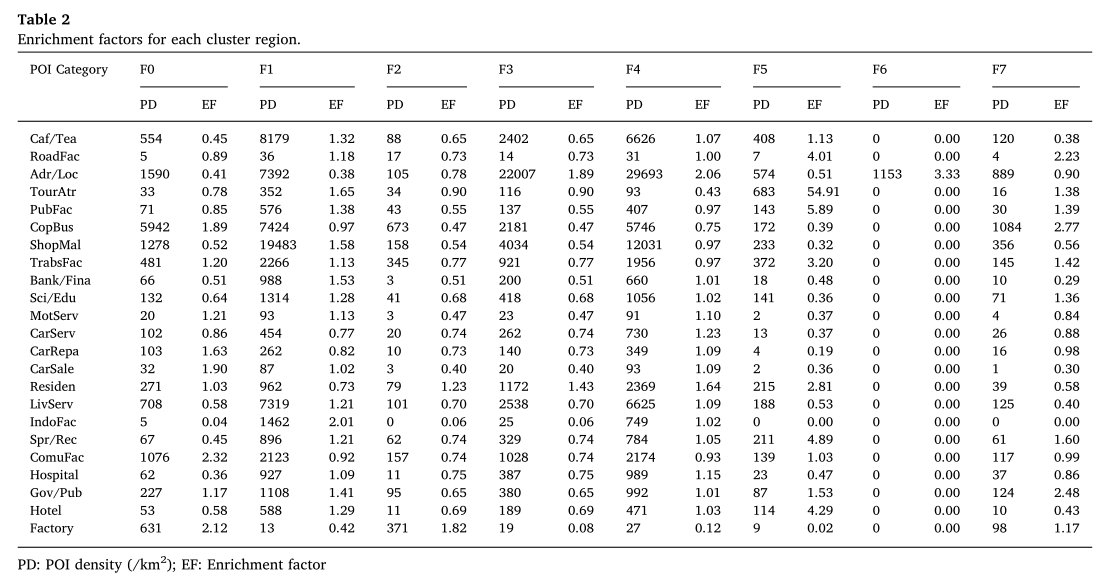 Table 2
Enrichment factors for each cluster region.
POI Category F0 F1 F2 F3 F4 F5 F6 F7
PD EF PD EF PD EF PD EF PD EF PD EF PD EF PD EF
Caf/Tea 554 0.45 8179 1.32 88 0.65 2402 0.65 6626 1.07 408 1.13 0 0.00 120 0.38
RoadFac 5 0.89 36 1.18 17 0.73 14 0.73 31 1.00 7 4.01 0 0.00 4 2.23
Adr/Loc 1590 0.41 7392 0.38 105 0.78 22007 1.89 29693 2.06 574 0.51 1153 3.33 889 0.90
TourAtr 33 0.78 352 1.65 34 0.90 116 0.90 93 0.43 683 54.91 0 0.00 16 1.38
PubFac 71 0.85 576 1.38 43 0.55 137 0.55 407 0.97 143 5.89 0 0.00 30 1.39
CopBus 5942 1.89 7424 0.97 673 0.47 2181 0.47 5746 0.75 172 0.39 0 0.00 1084 2.77
ShopMal 1278 0.52 19483 1.58 158 0.54 4034 0.54 12031 0.97 233 0.32 0 0.00 356 0.56
TrabsFac 481 1.20 2266 1.13 345 0.77 921 0.77 1956 0.97 372 3.20 0 0.00 145 1.42
Bank/Fina 66 0.51 988 1.53 3 0.51 200 0.51 660 1.01 18 0.48 0 0.00 10 0.29
Sci/Edu 132 0.64 1314 1.28 41 0.68 418 0.68 1056 1.02 141 0.36 0 0.00 71 1.36
MotServ 20 1.21 93 1.13 3 0.47 23 0.47 91 1.10 2 0.37 0 0.00 4 0.84
CarServ 102 0.86 454 0.77 20 0.74 262 0.74 730 1.23 13 0.37 0 0.00 26 0.88
CarRepa 103 1.63 262 0.82 10 0.73 140 0.73 349 1.09 4 0.19 0 0.00 16 0.98
CarSale 32 1.90 87 1.02 3 0.40 20 0.40 93 1.09 2 0.36 0 0.00 1 0.30
Residen 271 1.03 962 0.73 79 1.23 1172 1.43 2369 1.64 215 2.81 0 0.00 39 0.58
LivServ 708 0.58 7319 1.21 101 0.70 2538 0.70 6625 1.09 188 0.53 0 0.00 125 0.40
IndoFac 5 0.04 1462 2.01 0 0.06 25 0.06 749 1.02 0 0.00 0 0.00 0 0.00
Spr/Rec 67 0.45 896 1.21 62 0.74 329 0.74 784 1.05 211 4.89 0 0.00 61 1.60
ComuFac 1076 2.32 2123 0.92 157 0.74 1028 0.74 2174 0.93 139 1.03 0 0.00 117 0.99
Hospital 62 0.36 927 1.09 11 0.75 387 0.75 989 1.15 23 0.47 0 0.00 37 0.86
Gov/Pub 227 1.17 1108 1.41 95 0.65 380 0.65 992 1.01 87 1.53 0 0.00 124 2.48
Hotel 53 0.58 588 1.29 11 0.69 189 0.69 471 1.03 114 4.29 0 0.00 10 0.43
Factory 631 2.12 13 0.42 371 1.82 19 0.08 27 0.12 9 0.02 0 0.00 98 1.17
PD: POI density (/km²); EF: Enrichment factor